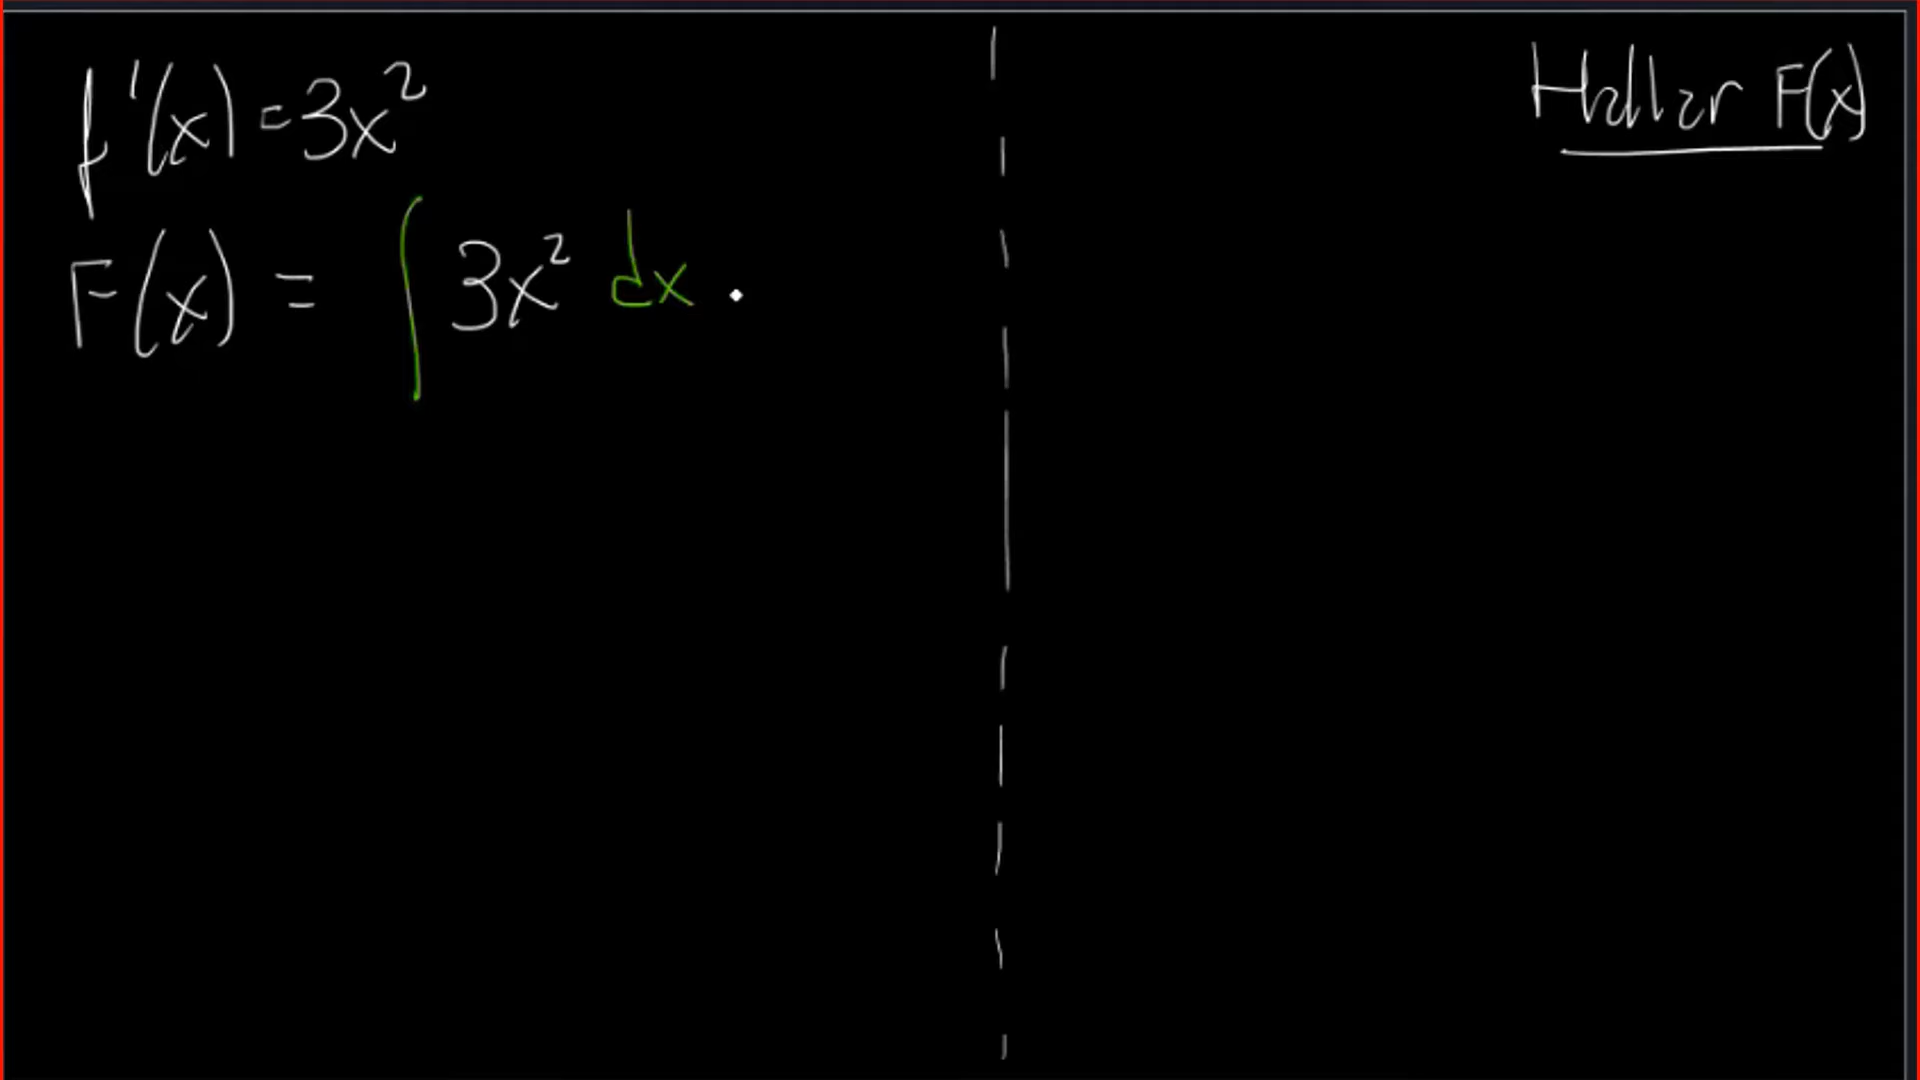 f'(x) = 3x²
F(x) = ∫ 3x² dx
Hallar F(x)